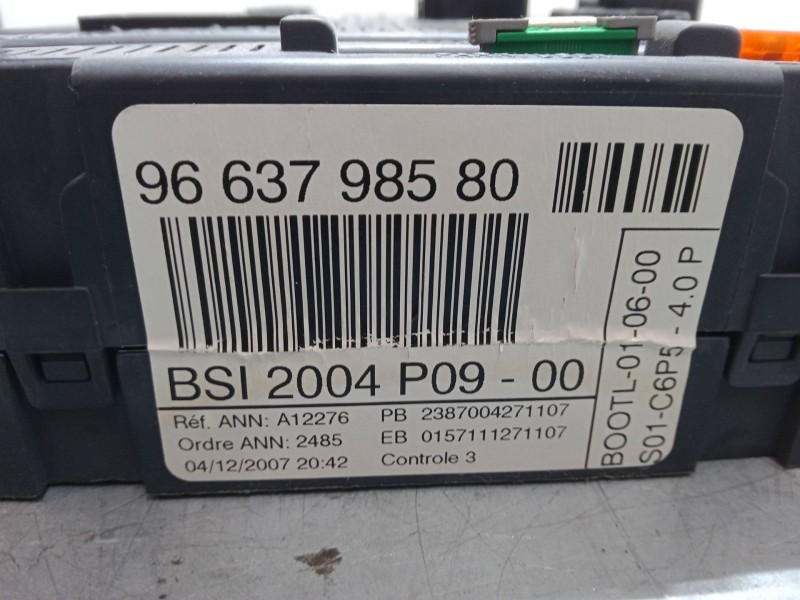 96 637 985 80
BSI 2004 P09 - 00
Réf. ANN: A12276 PB 2387004271107
Ordre ANN: 2485 EB 0157111271107
04/12/2007 20:42 Controle 3
BOOTL-01-06-00
S01-C6P5 - 4.0 P